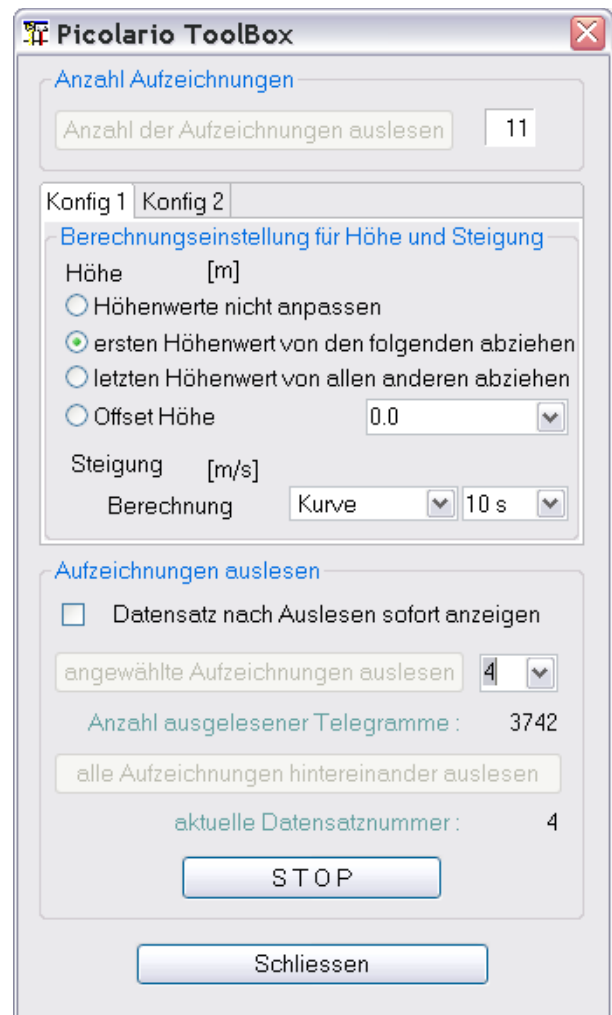 Picolario ToolBox
Anzahl Aufzeichnungen
Anzahl der Aufzeichnungen auslesen 11
Konfig 1 Konfig 2
Berechnungseinstellung für Höhe und Steigung
Höhe [m]
Höhenwerte nicht anpassen
ersten Höhenwert von den folgenden abziehen
letzten Höhenwert von allen anderen abziehen
Offset Höhe 0.0
Steigung [m/s]
Berechnung Kurve 10 s
Aufzeichnungen auslesen
Datensatz nach Auslesen sofort anzeigen
angewählte Aufzeichnungen auslesen 4
Anzahl ausgelesener Telegramme : 3742
alle Aufzeichnungen hintereinander auslesen
aktuelle Datensatznummer : 4
S T O P
Schliessen